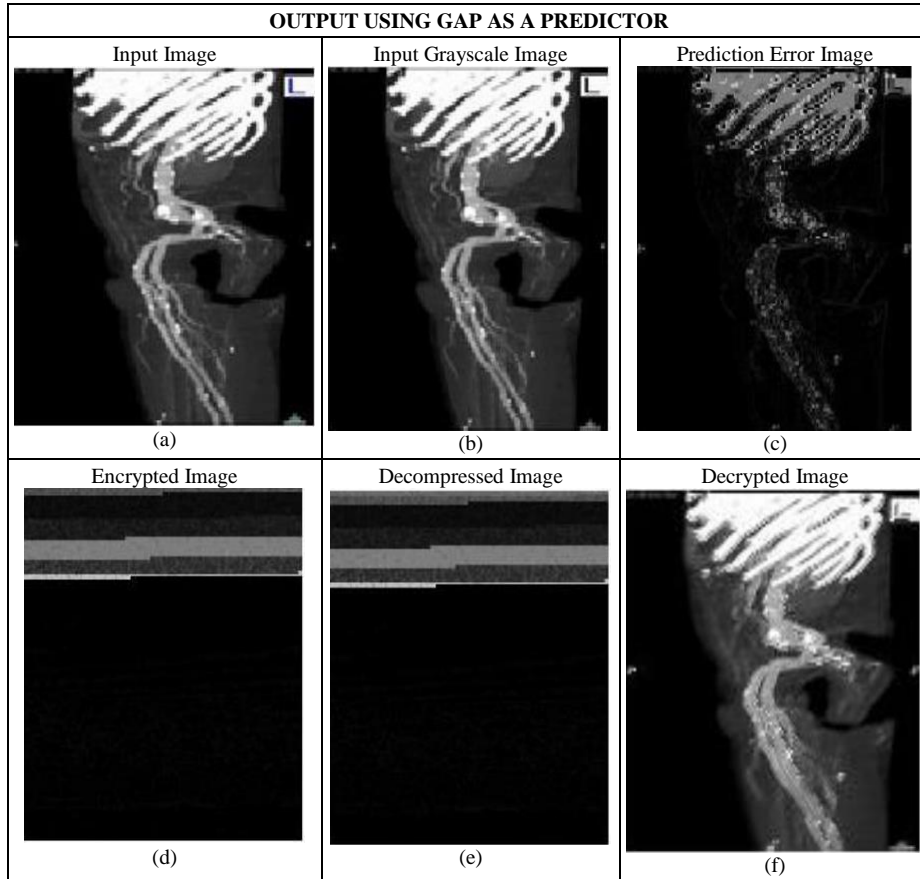 OUTPUT USING GAP AS A PREDICTOR
Input Image
Input Grayscale Image
Prediction Error Image
L
L
L
(a)
(b)
(c)
Encrypted Image
Decompressed Image
Decrypted Image
L
(d)
(e)
(f)